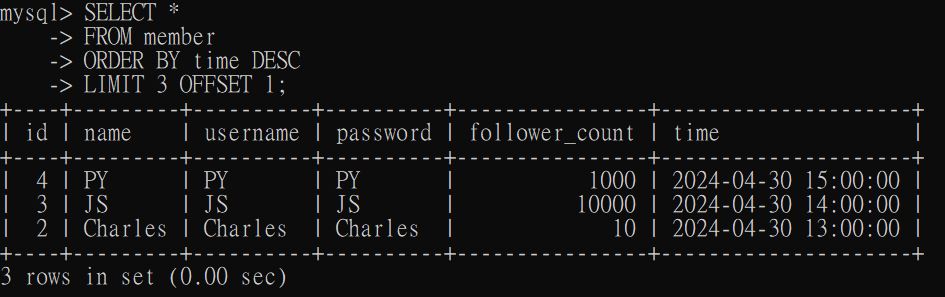 mysql> SELECT *
    -> FROM member
    -> ORDER BY time DESC
    -> LIMIT 3 OFFSET 1;
+----+---------+----------+----------+----------------+---------------------+
| id | name    | username | password | follower_count | time                |
+----+---------+----------+----------+----------------+---------------------+
|  4 | PY      | PY       | PY       |           1000 | 2024-04-30 15:00:00 |
|  3 | JS      | JS       | JS       |          10000 | 2024-04-30 14:00:00 |
|  2 | Charles | Charles  | Charles  |             10 | 2024-04-30 13:00:00 |
+----+---------+----------+----------+----------------+---------------------+
3 rows in set (0.00 sec)